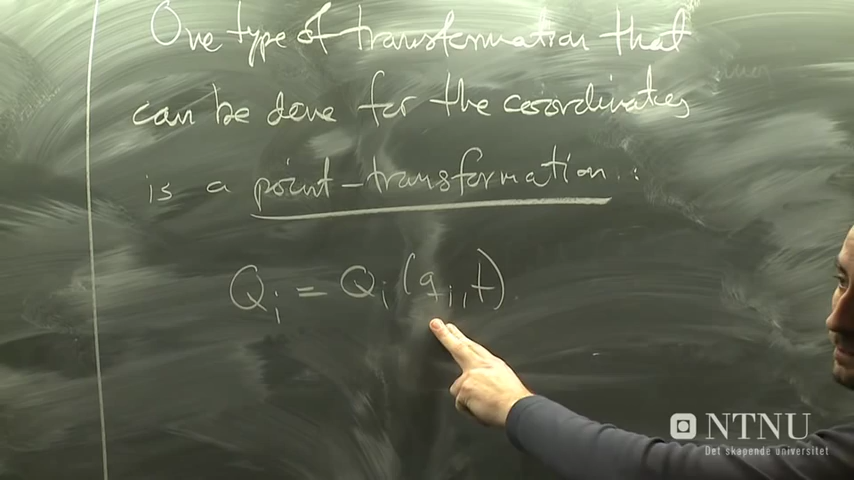 One type of transformation that
can be done for the coordinates
is a point-transformation :
Qi = Qi (qi, t).
NTNU
Det skapende universitet